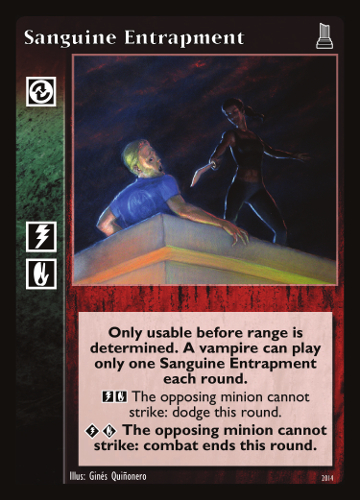 Sanguine Entrapment
Only usable before range is
determined. A vampire can play
only one Sanguine Entrapment
each round.
The opposing minion cannot
strike: dodge this round.
The opposing minion cannot
strike: combat ends this round.
Illus: Ginés Quiñonero
2014